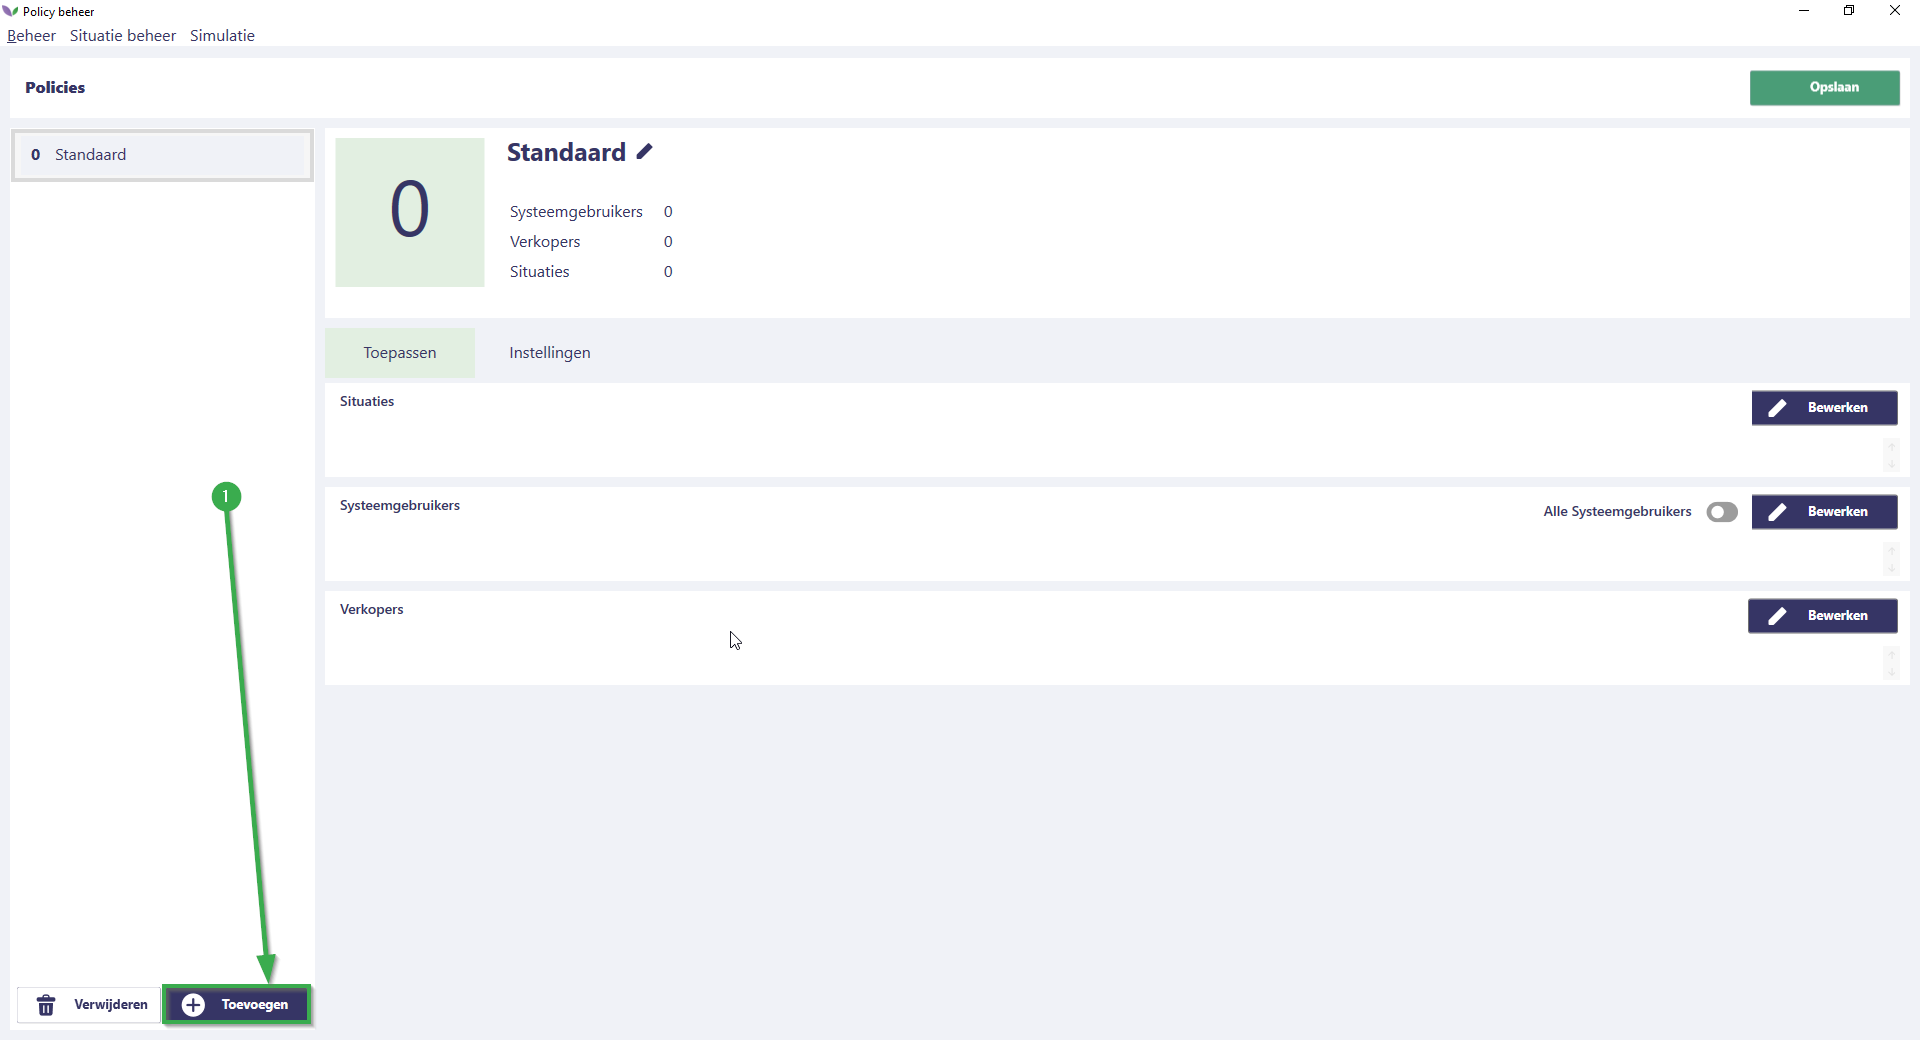 Policy beheer
Beheer Situatie beheer Simulatie
Policies
Opslaan
0 Standaard
0
Standaard
Systeemgebruikers 0
Verkopers 0
Situaties 0
Toepassen Instellingen
Situaties
Bewerken
Systeemgebruikers
Alle Systeemgebruikers
Bewerken
Verkopers
Bewerken
1
Verwijderen
Toevoegen